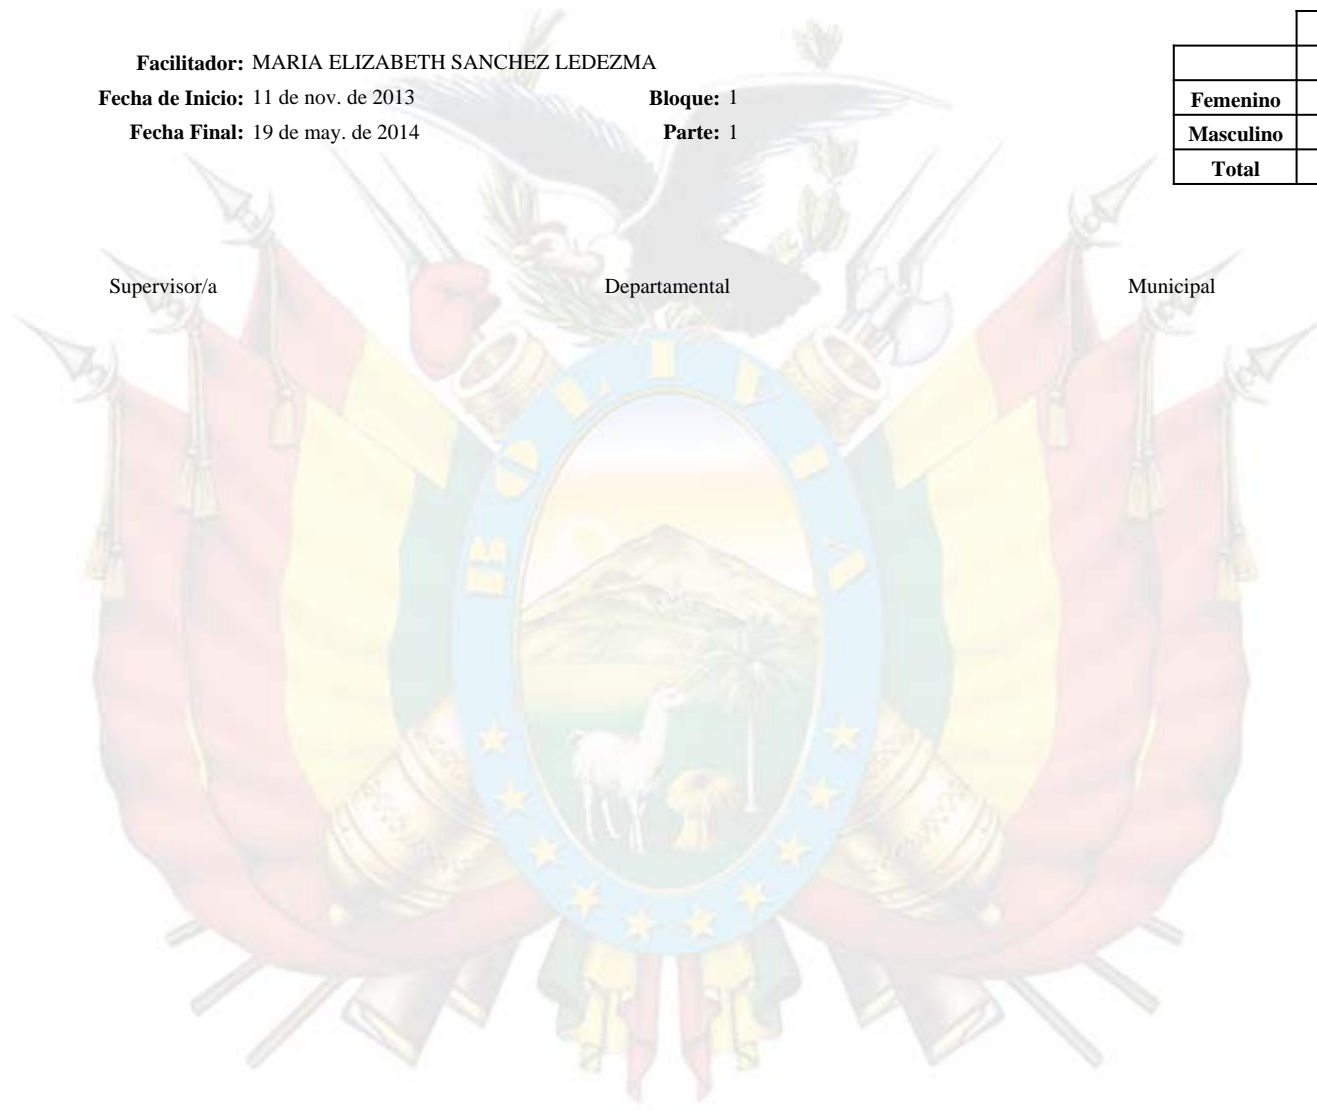 Facilitador: MARIA ELIZABETH SANCHEZ LEDEZMA
Fecha de Inicio: 11 de nov. de 2013 Bloque: 1
Fecha Final: 19 de may. de 2014 Parte: 1
Femenino
Masculino
Total
Supervisor/a Departamental Municipal
BOLIVIA